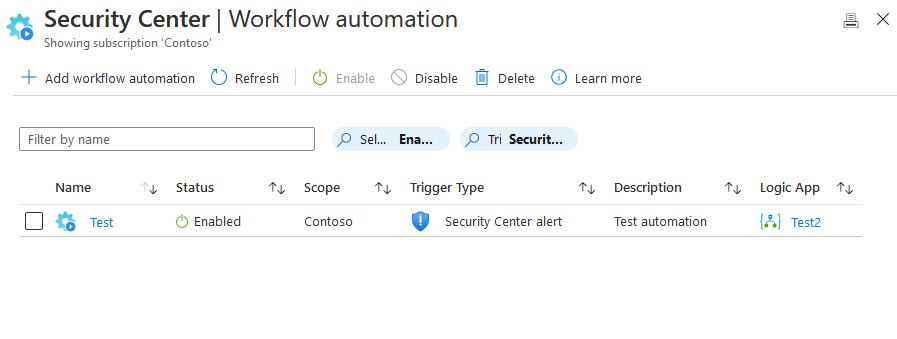 Security Center | Workflow automation
Showing subscription 'Contoso'
Add workflow automation Refresh Enable Disable Delete Learn more
Filter by name Sel... Ena... Tri Securit...
Name Status Scope Trigger Type Description Logic App
Test Enabled Contoso Security Center alert Test automation Test2